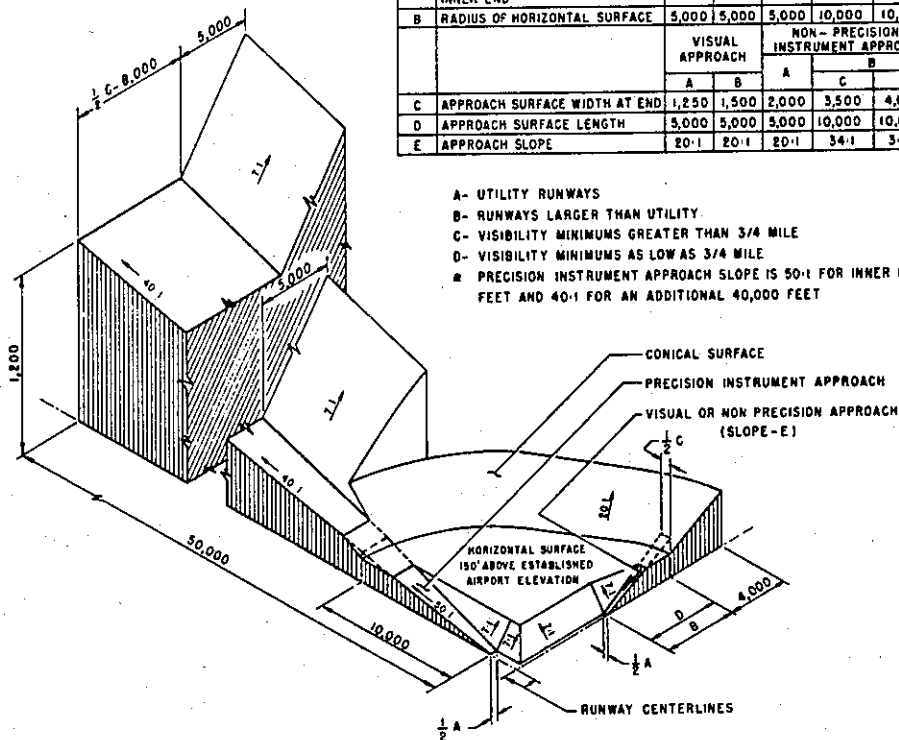 B RADIUS OF HORIZONTAL SURFACE 5,000 5,000 5,000 10,000
VISUAL APPROACH
NON-PRECISION
A B A B
C
C APPROACH SURFACE WIDTH AT END 1,250 1,500 2,000 3,500
D APPROACH SURFACE LENGTH 5,000 5,000 5,000 10,000
E APPROACH SLOPE 20:1 20:1 20:1 34:1
A- UTILITY RUNWAYS
B- RUNWAYS LARGER THAN UTILITY
C- VISIBILITY MINIMUMS GREATER THAN 3/4 MILE
D- VISIBILITY MINIMUMS AS LOW AS 3/4 MILE
* PRECISION INSTRUMENT APPROACH SLOPE IS 50:1 FOR INNER
FEET AND 40:1 FOR AN ADDITIONAL 40,000 FEET
5,000
1/2 C-8,000
7:1
40:1
5,000
1,200
7:1
40:1
CONICAL SURFACE
PRECISION INSTRUMENT APPROACH
VISUAL OR NON PRECISION APPROACH
(SLOPE-E)
1/2 C
20:1
HORIZONTAL SURFACE
150' ABOVE ESTABLISHED
AIRPORT ELEVATION
50,000
10,000
7:1
7:1
7:1
7:1
D
B
4,000
1/2 A
1/2 A
RUNWAY CENTERLINES